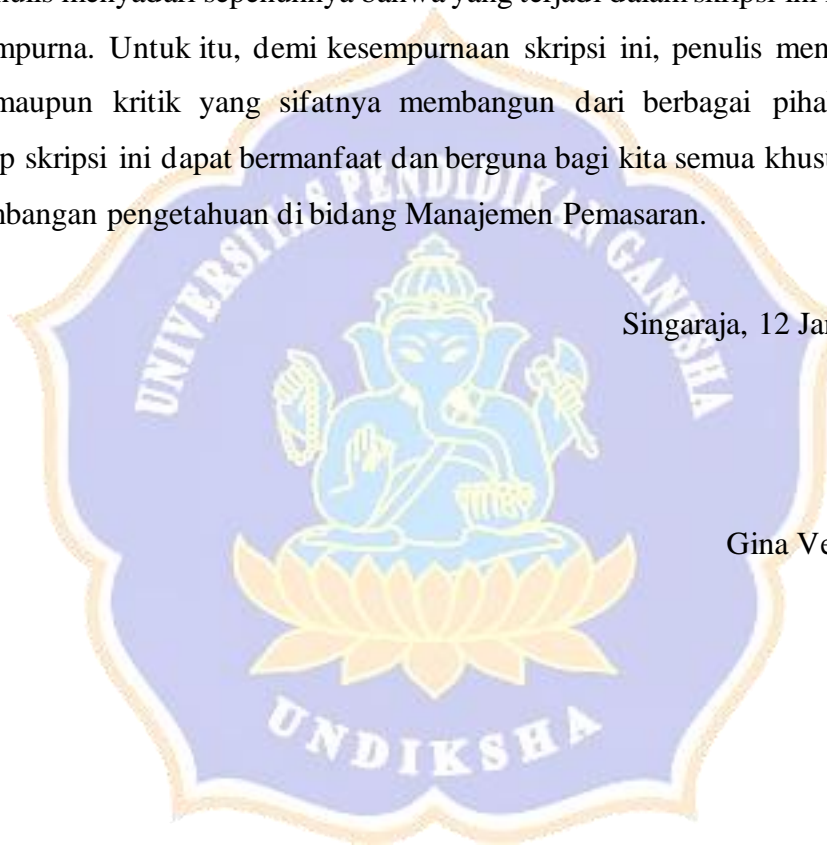 menyadari sepenuhnya bahwa yang terjadi dalam skripsi ini
mpurna. Untuk itu, demi kesempurnaan skripsi ini, penulis men
maupun kritik yang sifatnya membangun dari berbagai piha
p skripsi ini dapat bermanfaat dan berguna bagi kita semua khus
mbangan pengetahuan di bidang Manajemen Pemasaran.
UNIVERSITAS PENDIDIKAN GANESHA
Singaraja, 12 Ja
Gina Ve
UNDIKSHA